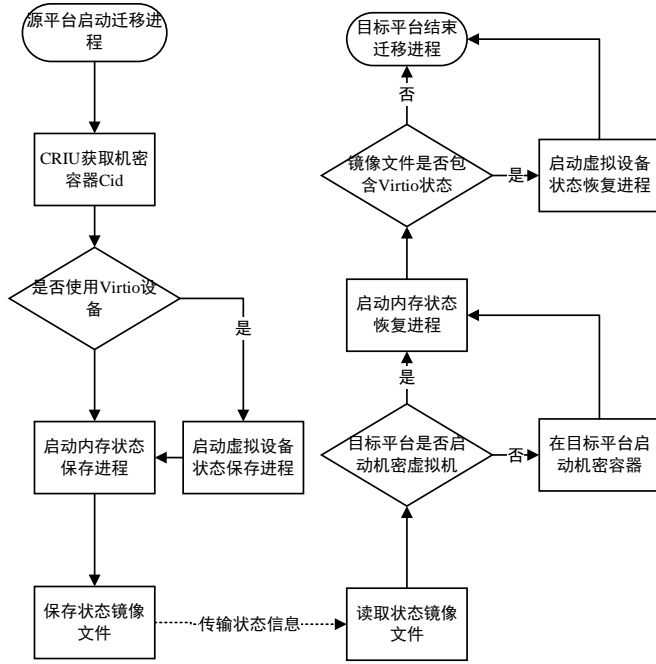 源平台启动迁移进
程
CRIU获取机密
容器Cid
是否使用Virtio设
备
是
启动内存状态
保存进程
启动虚拟设备
状态保存进程
保存状态镜像
文件
传输状态信息
读取状态镜像
文件
目标平台是否启
动机密虚拟机
否
在目标平台启
动机密容器
是
启动内存状态
恢复进程
镜像文件是否包
含Virtio状态
是
启动虚拟设备
状态恢复进程
否
目标平台结束
迁移进程